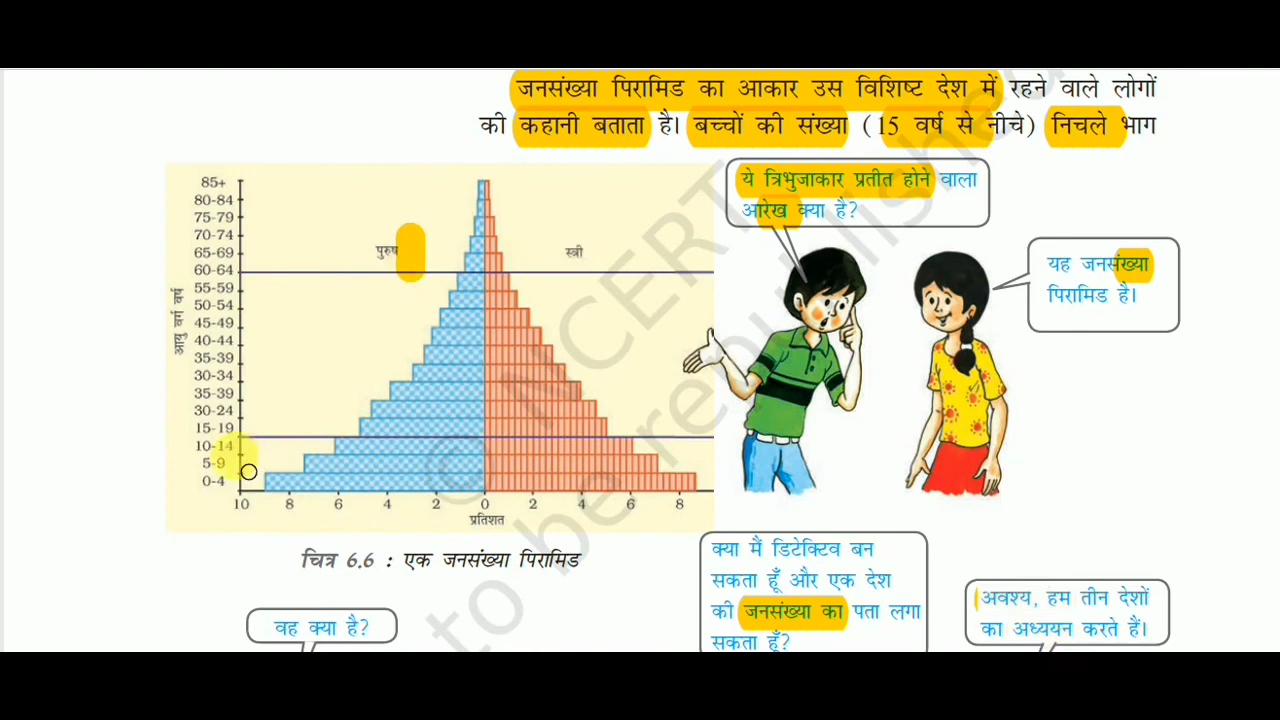 जनसंख्या पिरामिड का आकार उस विशिष्ट देश में रहने वाले लोगों
की कहानी बताता है। बच्चों की संख्या (15 वर्ष से नीचे) निचले भाग
85+
80-84
75-79
70-74
65-69
60-64
55-59
50-54
45-49
40-44
35-39
30-34
35-39
30-24
15-19
10-14
5-9
0-4
आयु वर्ग वर्ष
पुरुष
स्त्री
10 8 6 4 2 0 2 4 6 8
प्रतिशत
चित्र 6.6 : एक जनसंख्या पिरामिड
ये त्रिभुजाकार प्रतीत होने वाला
आरेख क्या है?
यह जनसंख्या
पिरामिड है।
वह क्या है?
क्या मैं डिटेक्टिव बन
सकता हूँ और एक देश
की जनसंख्या का पता लगा
सकता हूँ?
अवश्य, हम तीन देशों
का अध्ययन करते हैं।
© NCERT
to be republished